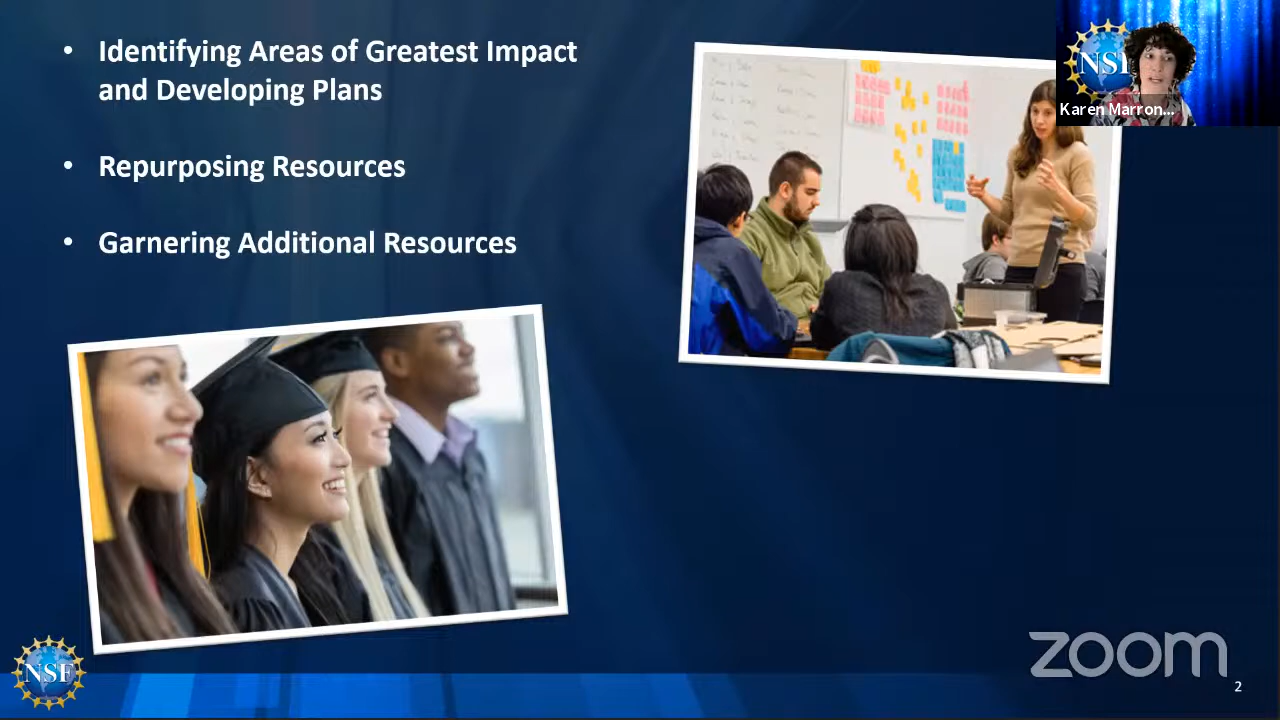 • Identifying Areas of Greatest Impact
and Developing Plans
• Repurposing Resources
• Garnering Additional Resources
NSF
Karen Marron...
NSF
zoom
2